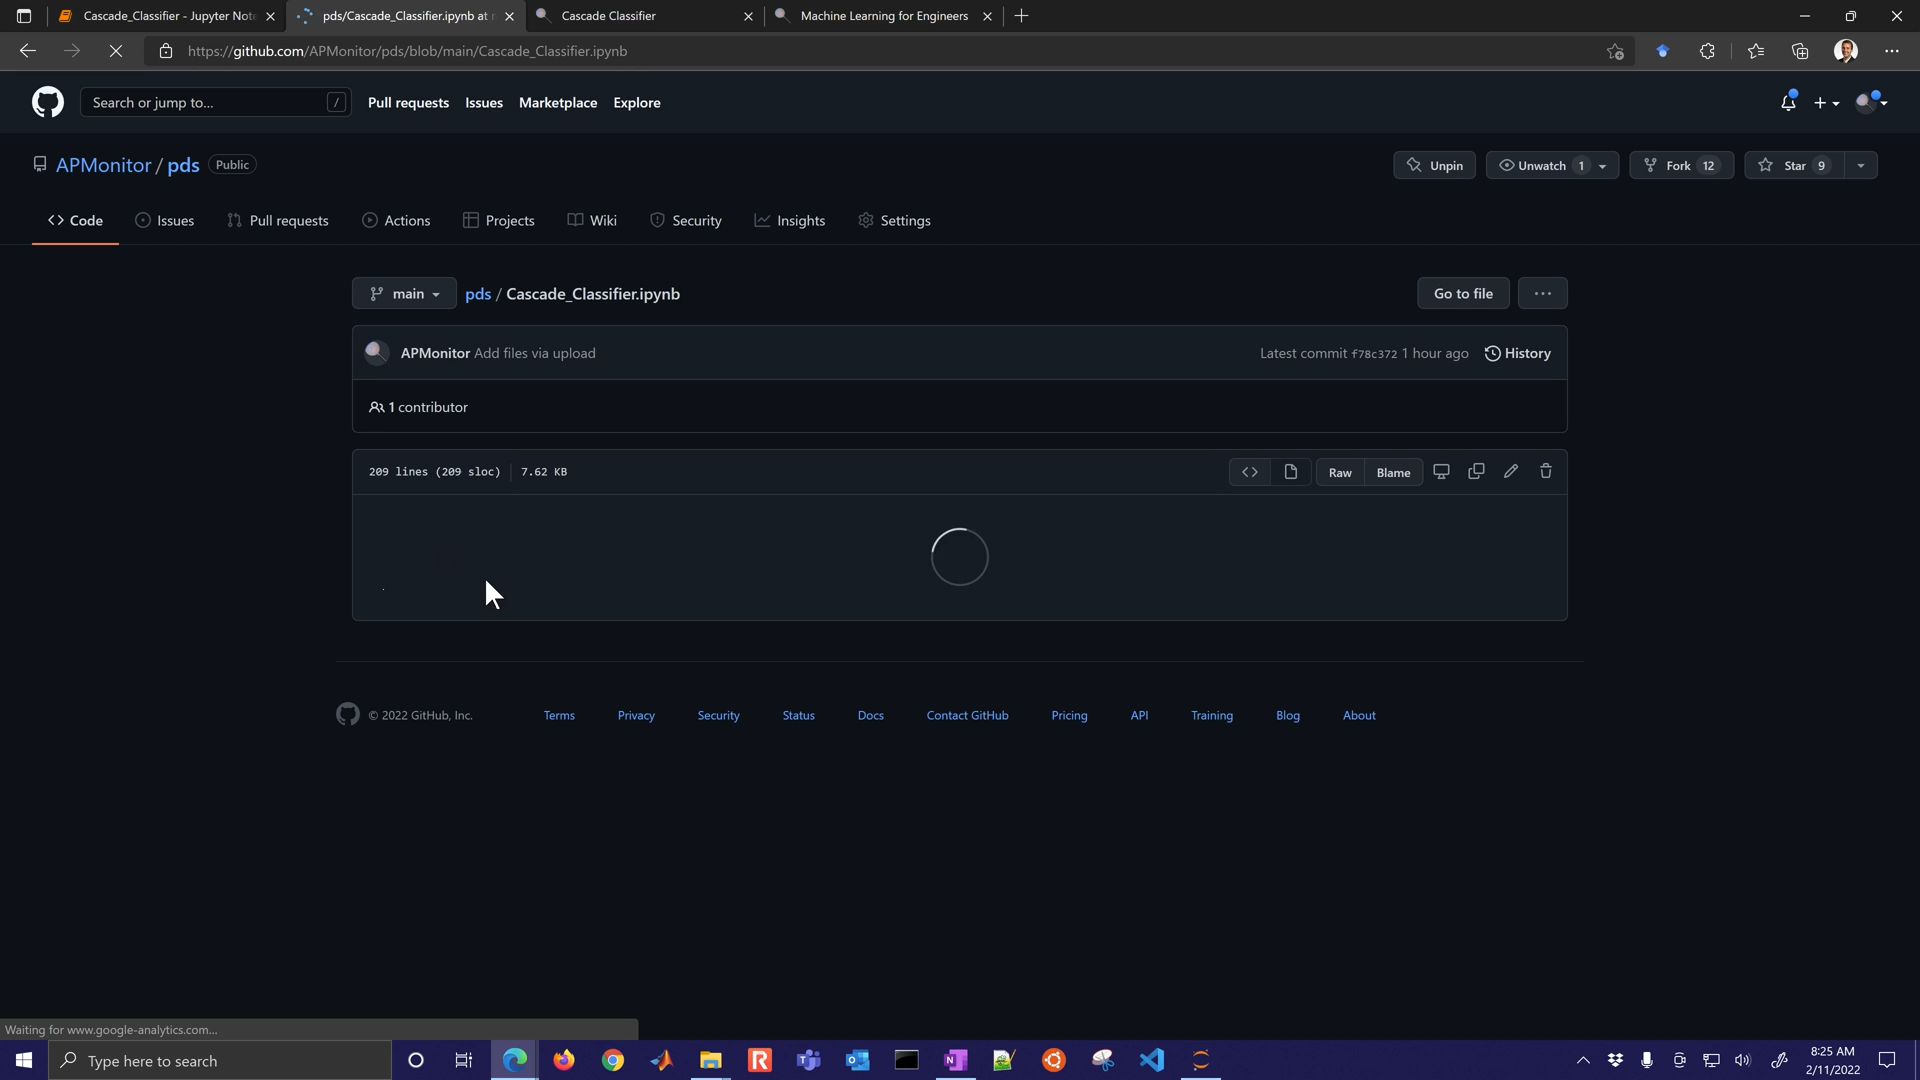 Cascade_Classifier - Jupyter Note
pds/Cascade_Classifier.ipynb at
Cascade Classifier
Machine Learning for Engineers
https://github.com/APMonitor/pds/blob/main/Cascade_Classifier.ipynb
Search or jump to...
/
Pull requests
Issues
Marketplace
Explore
APMonitor / pds
Public
Unpin
Unwatch 1
Fork 12
Star 9
Code
Issues
Pull requests
Actions
Projects
Wiki
Security
Insights
Settings
main
pds / Cascade_Classifier.ipynb
Go to file
APMonitor Add files via upload
Latest commit f78c372 1 hour ago
History
1 contributor
209 lines (209 sloc)
7.62 KB
Raw
Blame
© 2022 GitHub, Inc.
Terms
Privacy
Security
Status
Docs
Contact GitHub
Pricing
API
Training
Blog
About
Waiting for www.google-analytics.com...
Type here to search
8:25 AM
2/11/2022